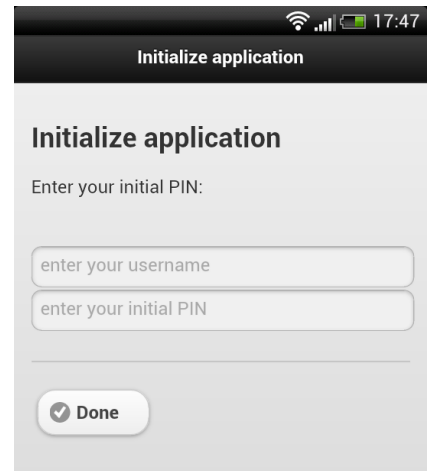 17:47
Initialize application
Initialize application
Enter your initial PIN:
enter your username
enter your initial PIN
Done